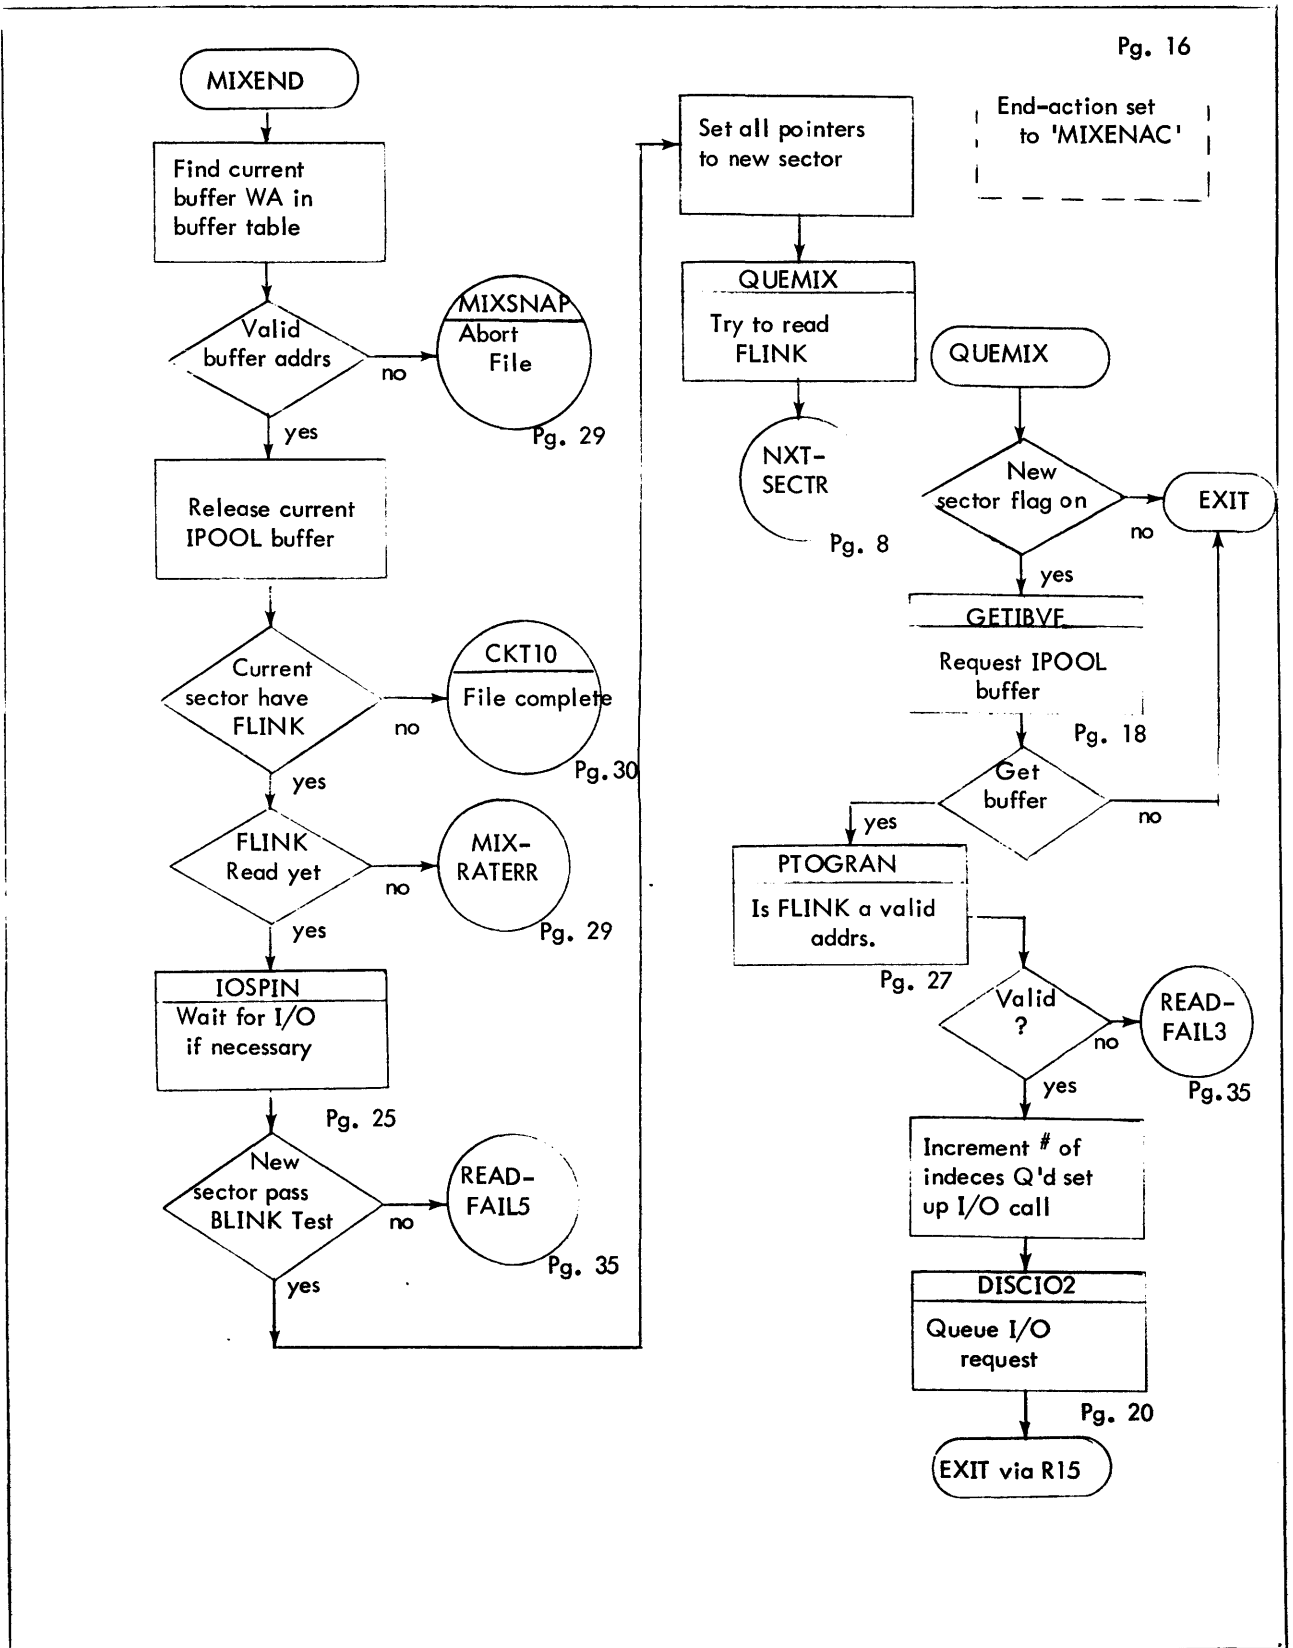 Pg. 16
MIXEND
Find current
buffer WA in
buffer table
Valid
buffer addrs
no
MIXSNAP
Abort
File
Pg. 29
yes
Release current
IPOOL buffer
Current
sector have
FLINK
no
CKT10
File complete
Pg. 30
yes
FLINK
Read yet
no
MIX-
RATERR
Pg. 29
yes
IOSPIN
Wait for I/O
if necessary
Pg. 25
New
sector pass
BLINK Test
no
READ-
FAIL5
Pg. 35
yes
Set all pointers
to new sector
QUEMIX
Try to read
FLINK
NXT-
SECTR
Pg. 8
End-action set
to 'MIXENAC'
QUEMIX
New
sector flag on
no
EXIT
yes
GETIBVF
Request IPOOL
buffer
Pg. 18
Get
buffer
no
yes
PTOGRAN
Is FLINK a valid
addrs.
Pg. 27
Valid
?
no
READ-
FAIL3
Pg. 35
yes
Increment # of
indeces Q'd set
up I/O call
DISCIO2
Queue I/O
request
Pg. 20
EXIT via R15